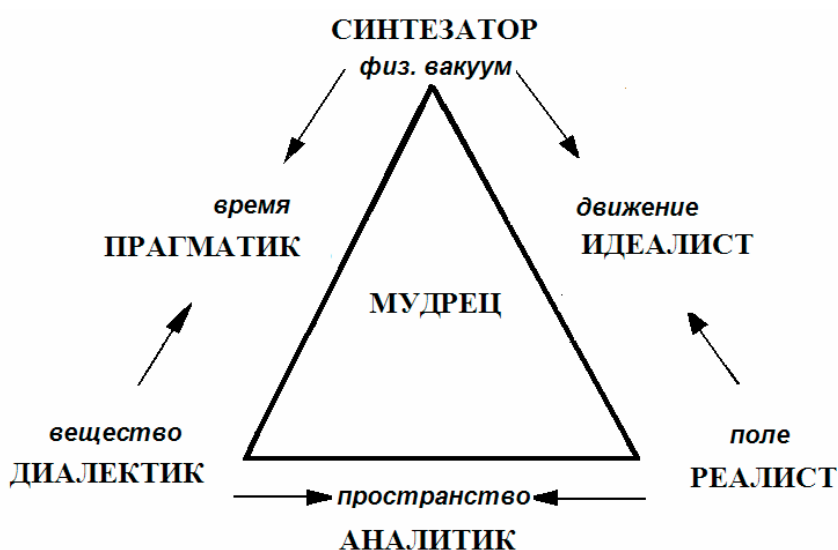 СИНТЕЗАТОР
физ. вакуум
время
ПРАГМАТИК
движение
ИДЕАЛИСТ
МУДРЕЦ
вещество
ДИАЛЕКТИК
поле
РЕАЛИСТ
пространство
АНАЛИТИК